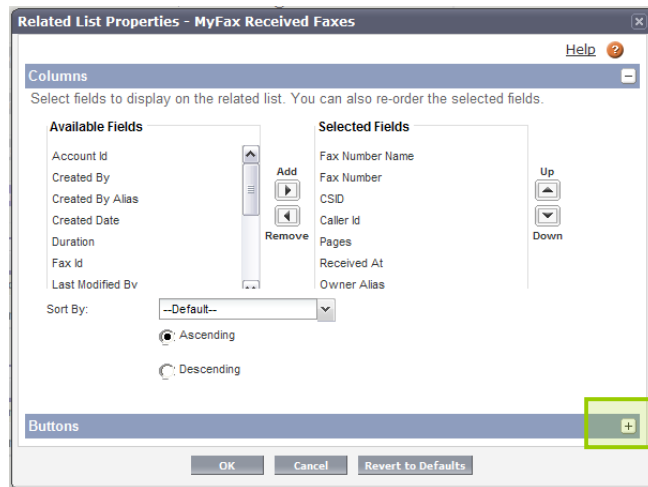 Related List Properties - MyFax Received Faxes
Help
Columns
Select fields to display on the related list. You can also re-order the selected fields.
Available Fields
Account Id
Created By
Created By Alias
Created Date
Duration
Fax Id
Last Modified By
Add
Remove
Selected Fields
Fax Number Name
Fax Number
CSID
Caller Id
Pages
Received At
Owner Alias
Up
Down
Sort By: --Default--
Ascending
Descending
Buttons
OK Cancel Revert to Defaults